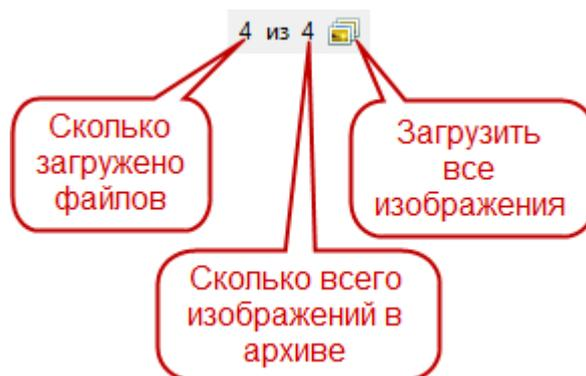 4 из 4
Сколько
загружено
файлов
Загрузить
все
изображения
Сколько всего
изображений в
архиве